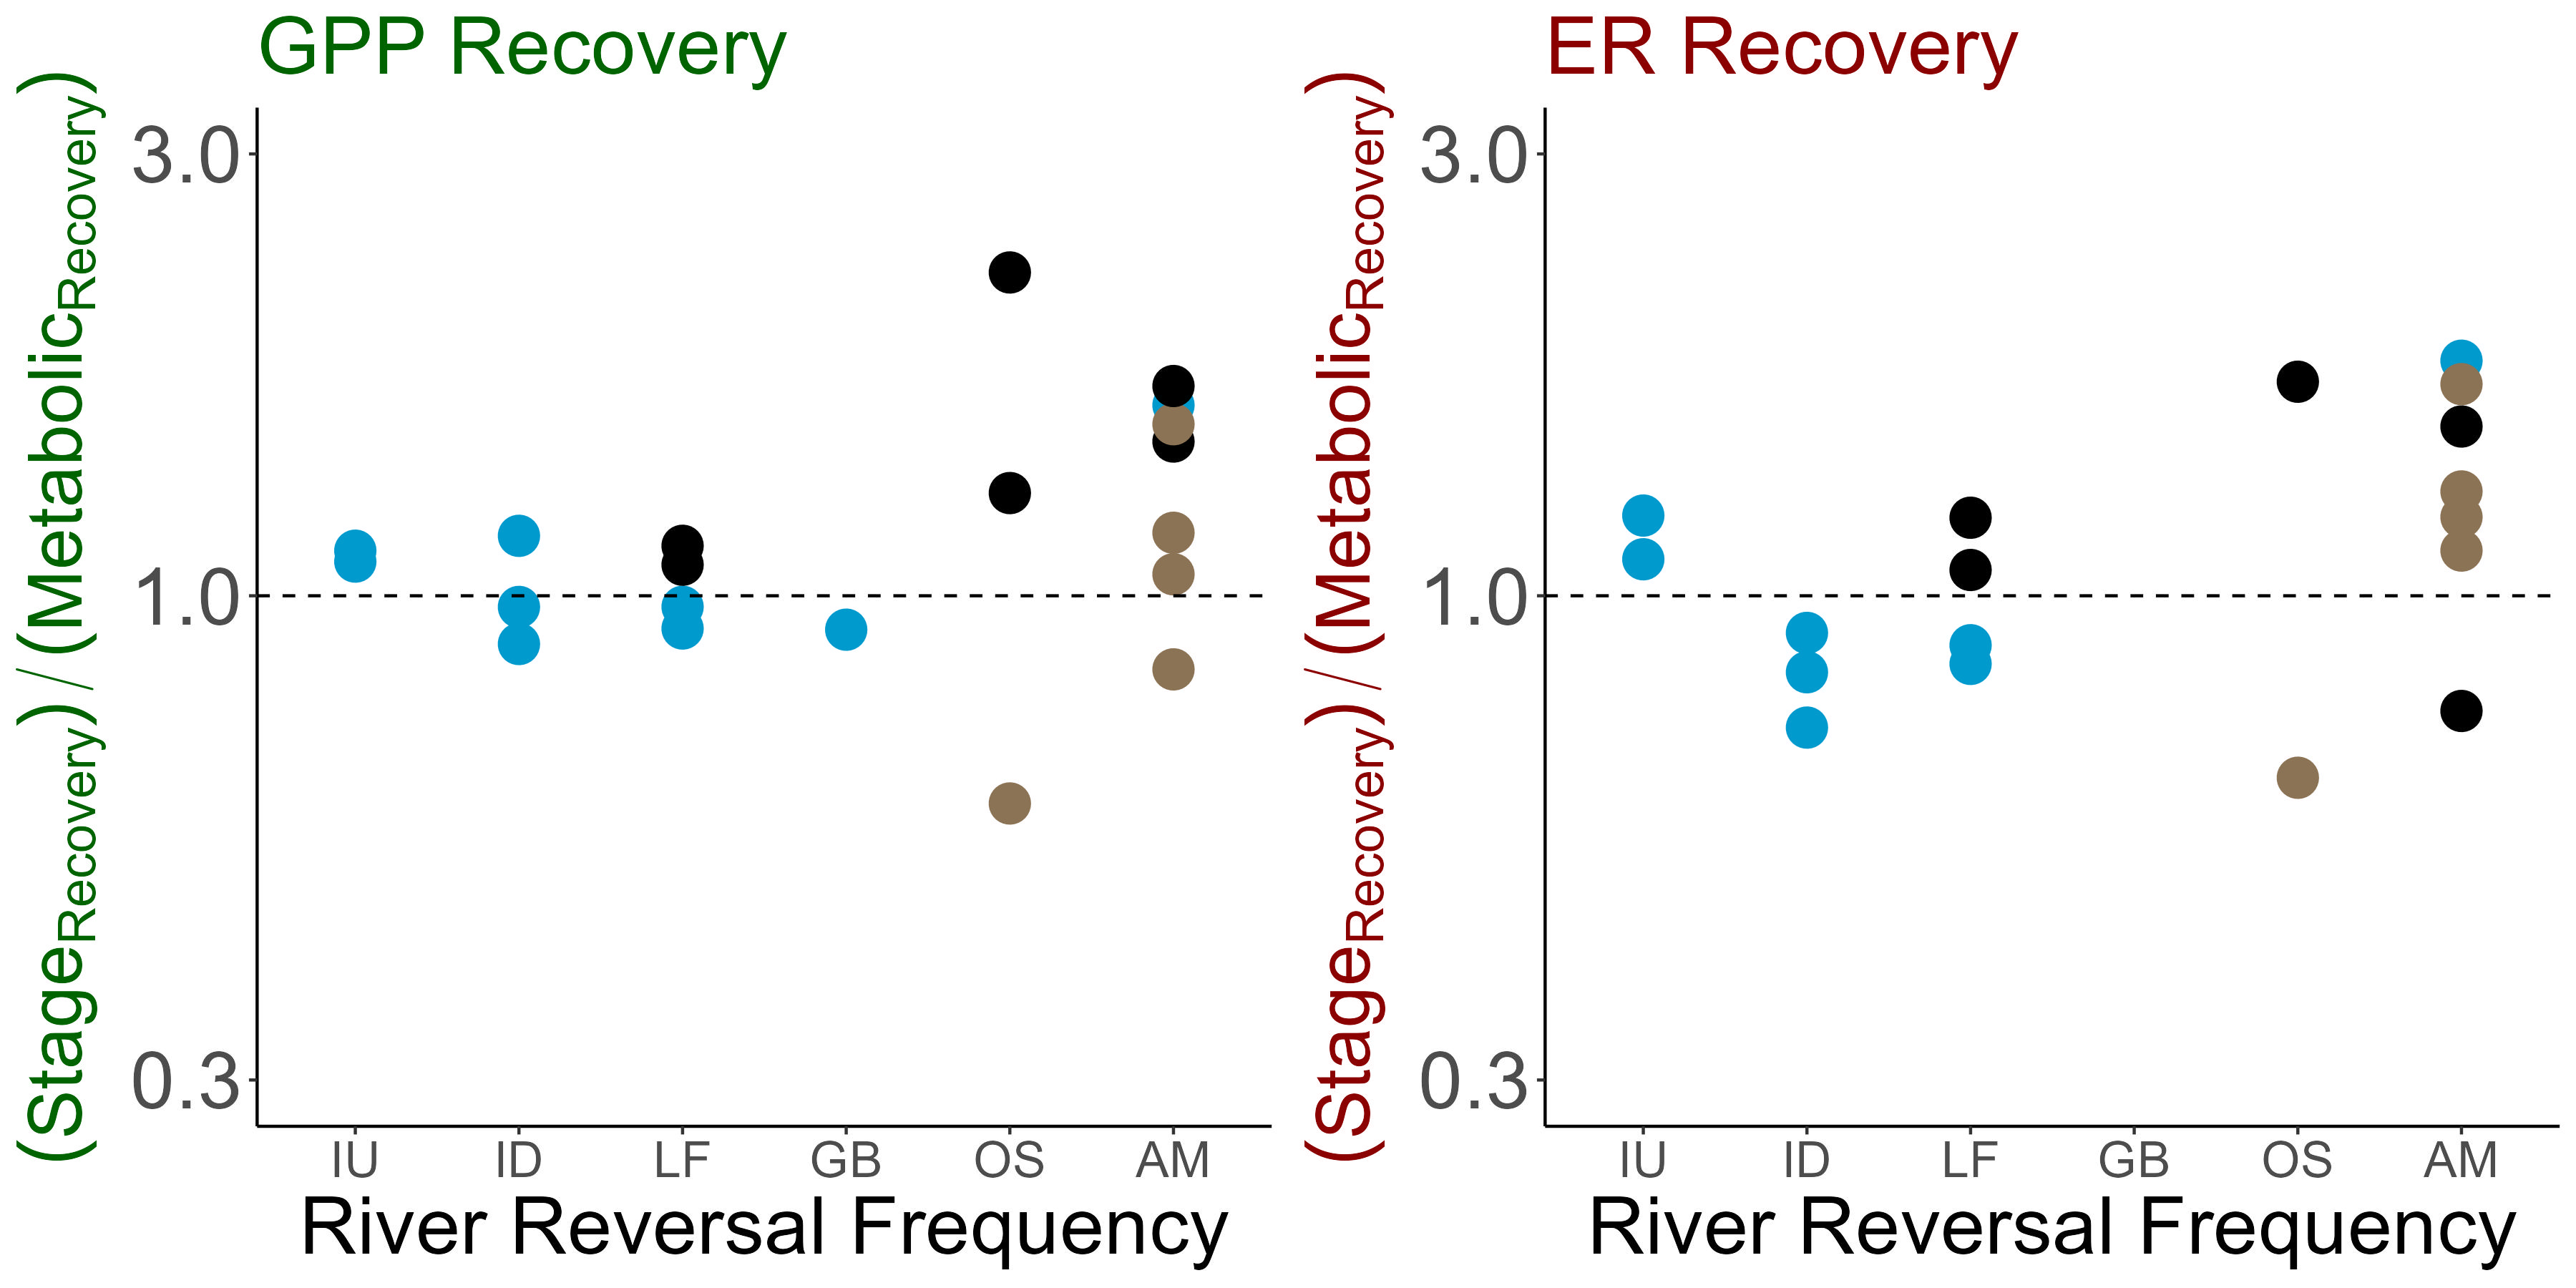 GPP Recovery
(Stage_Recovery) / (Metabolic_Recovery)
3.0
1.0
0.3
IU ID LF GB OS AM
River Reversal Frequency
ER Recovery
(Stage_Recovery) / (Metabolic_Recovery)
3.0
1.0
0.3
IU ID LF GB OS AM
River Reversal Frequency